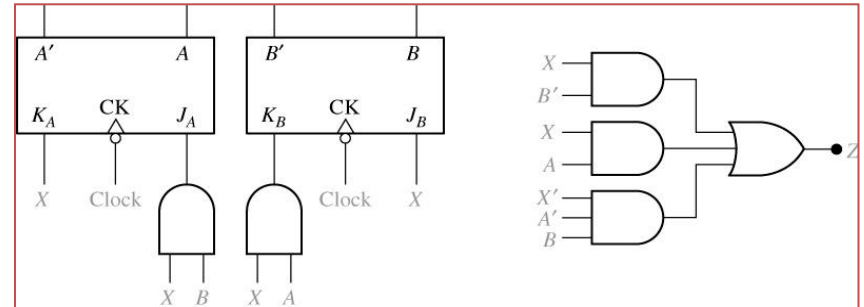 A′ A B′ B
X
B′
K_A CK J_A K_B CK J_B
X
A
Z
X Clock Clock X
X′
A′
B
X B X A